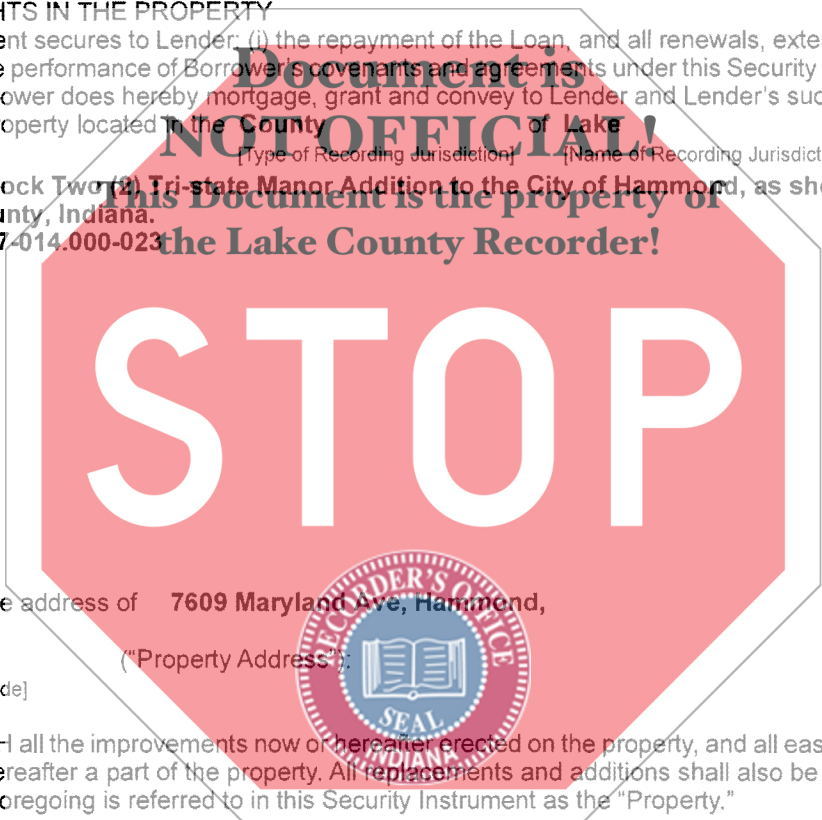 HTS IN THE PROPERTY
ent secures to Lender: (i) the repayment of the Loan, and all renewals, exte
Document is
e performance of Borrower's covenants and agreements under this Security
ower does hereby mortgage, grant and convey to Lender and Lender's suc
operty located in the County of Lake
NOT OFFICIAL!
[Type of Recording Jurisdiction] [Name of Recording Jurisdict
ock Two (2) Tri-state Manor Addition to the City of Hammond, as sho
This Document is the property of
unty, Indiana.
7-014.000-023
the Lake County Recorder!
STOP
RECORDER'S OFFICE
e address of 7609 Maryland Ave, Hammond,
("Property Address"):
de]
SEAL
H all the improvements now or hereafter erected on the property, and all eas
INDIANA
ereafter a part of the property. All replacements and additions shall also be
oregoing is referred to in this Security Instrument as the "Property."